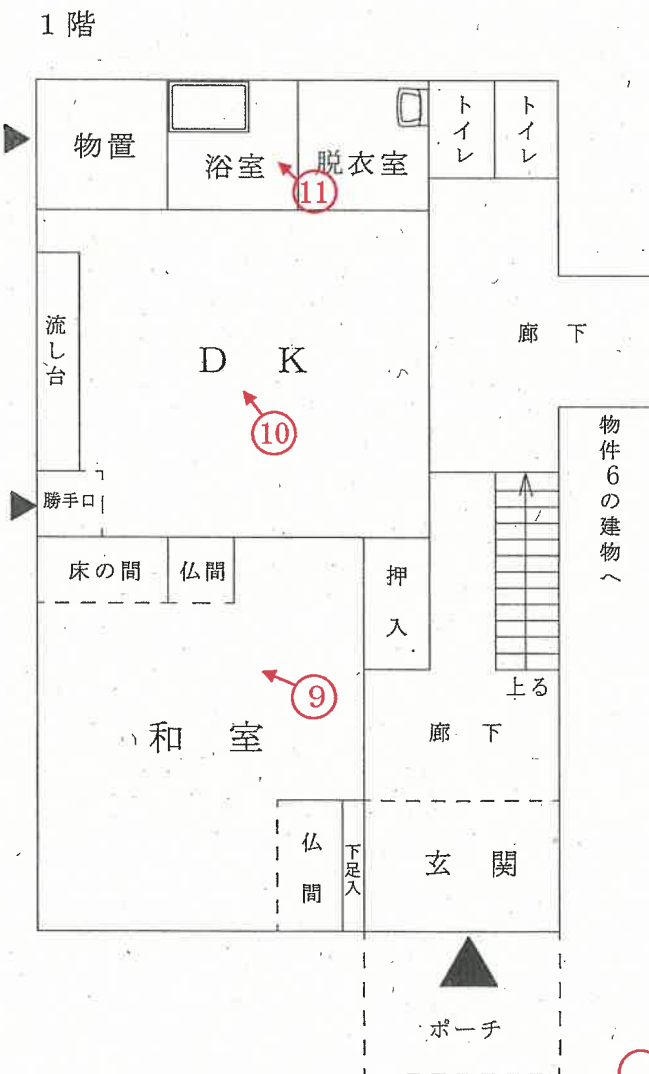 1階
物置
浴室
脱衣室
トイレ
トイレ
⑪
流し台
DK
廊下
⑩
物件6の建物へ
勝手口
床の間
仏間
押入
⑨
上る
和室
廊下
仏間
下足入
玄関
ポーチ